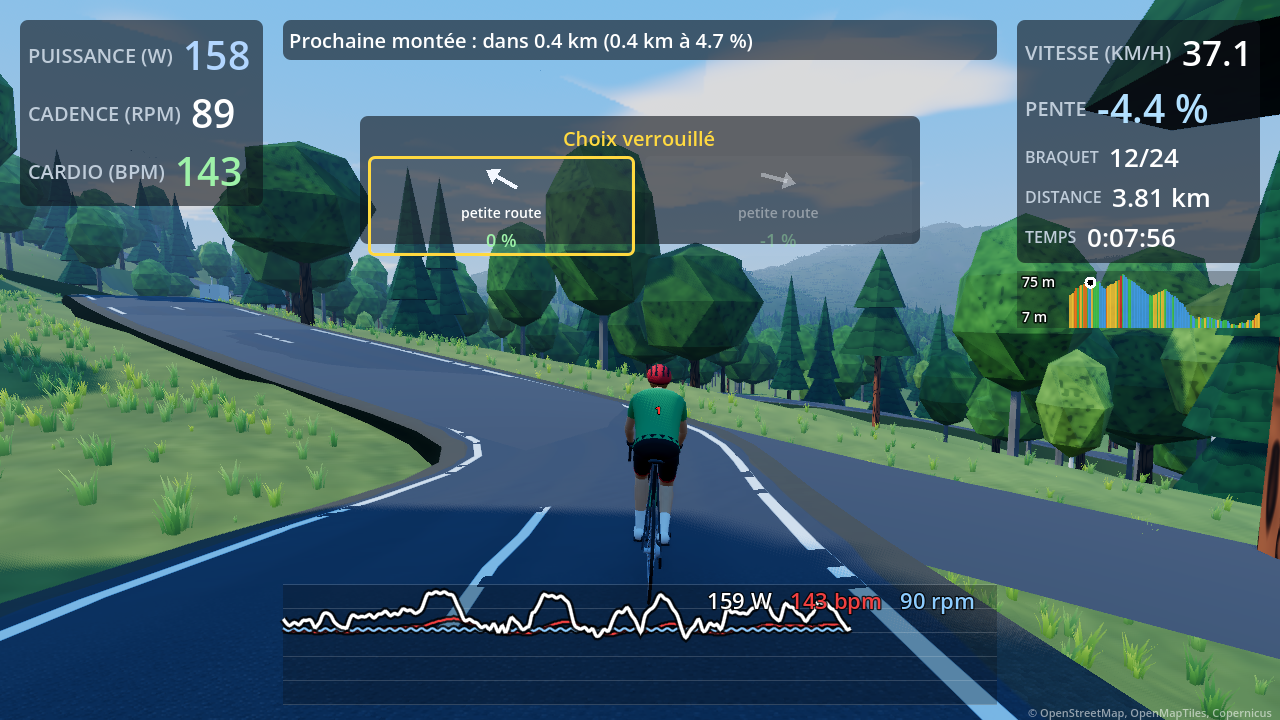 PUISSANCE (W) 158
CADENCE (RPM) 89
CARDIO (BPM) 143
Prochaine montée : dans 0.4 km (0.4 km à 4.7 %)
Choix verrouillé
petite route
0 %
petite route
-1 %
VITESSE (KM/H) 37.1
PENTE -4.4 %
BRAQUET 12/24
DISTANCE 3.81 km
TEMPS 0:07:56
75 m
7 m
1
159 W 143 bpm 90 rpm
© OpenStreetMap, OpenMapTiles, Copernicus